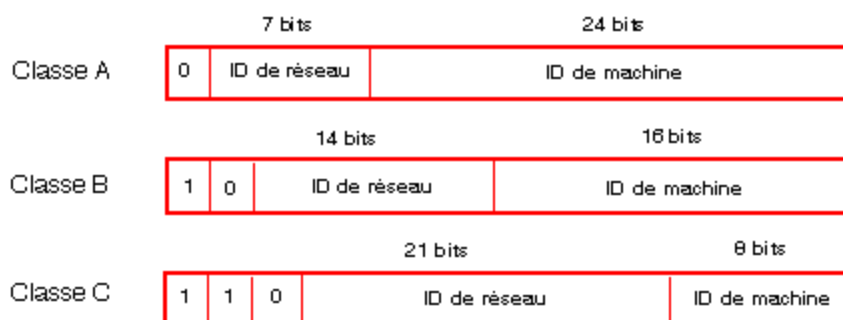 7 bits 24 bits
Classe A 0 ID de réseau ID de machine
14 bits 16 bits
Classe B 1 0 ID de réseau ID de machine
21 bits 8 bits
Classe C 1 1 0 ID de réseau ID de machine